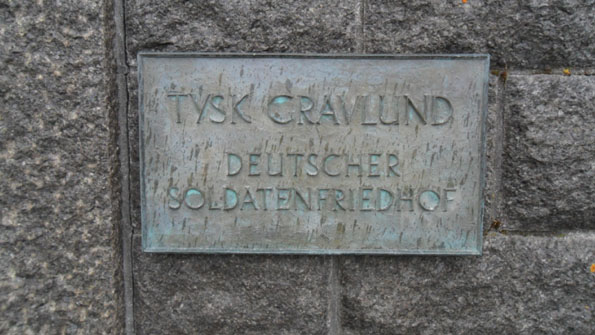 TYSK GRAVLUND
DEUTSCHER
SOLDATENFRIEDHOF